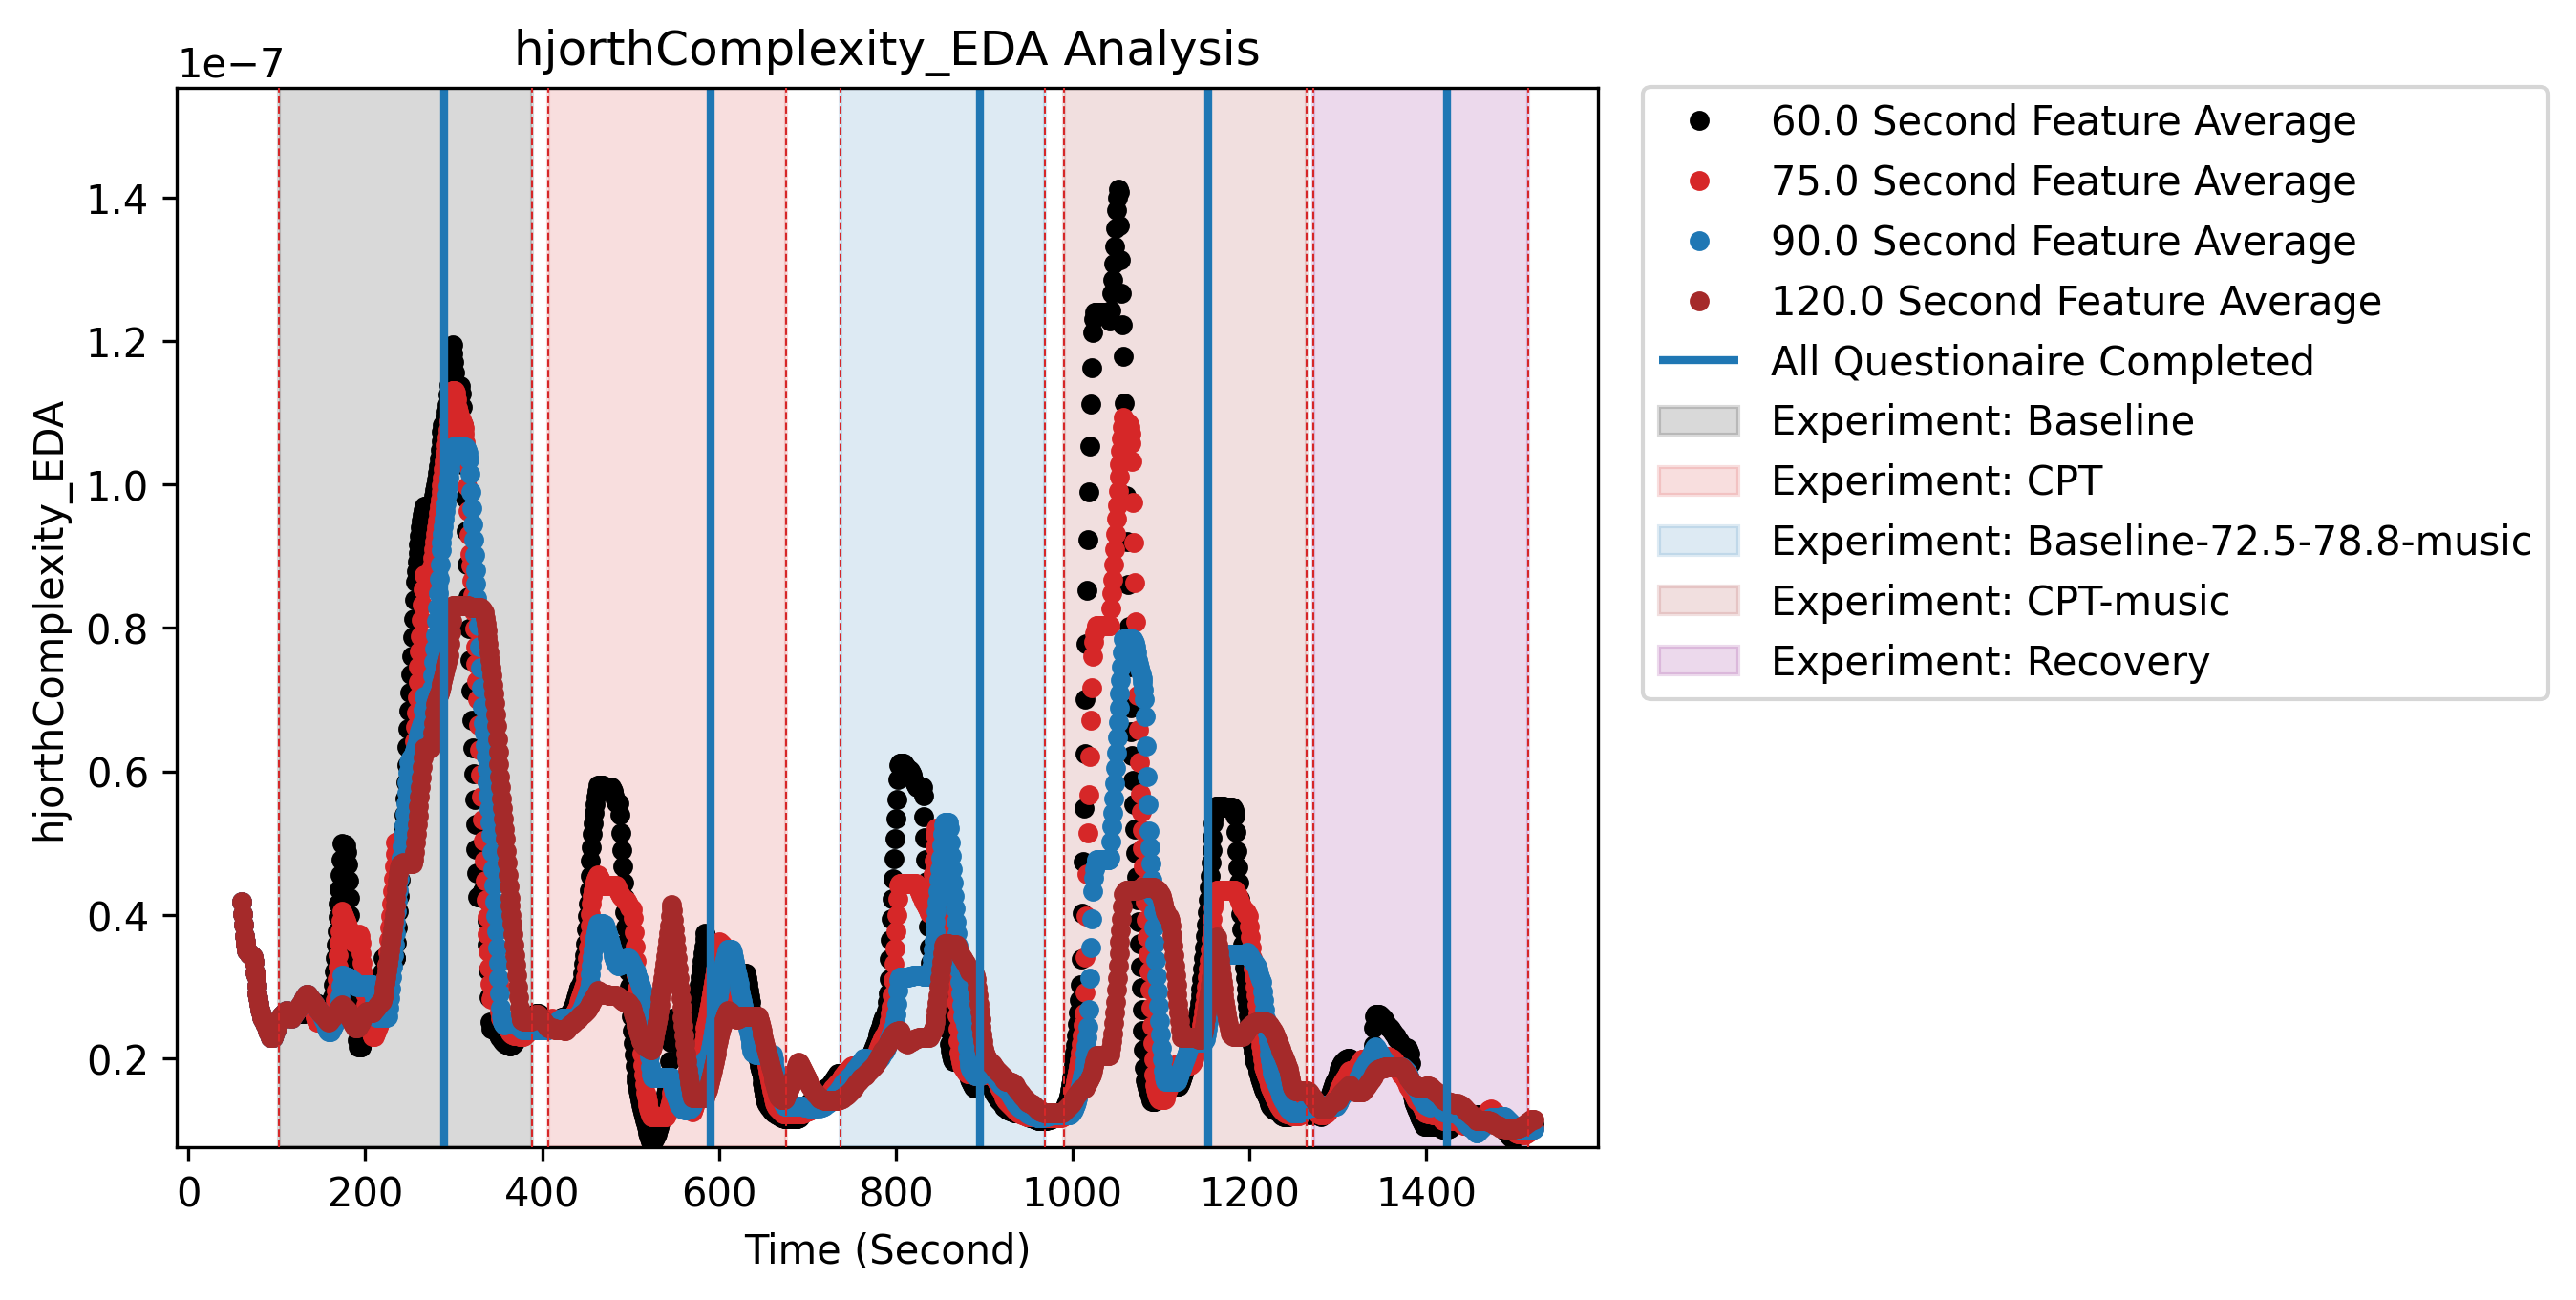 hjorthComplexity_EDA Analysis
1e−7
1.4
1.2
1.0
0.8
0.6
0.4
0.2
hjorthComplexity_EDA
0 200 400 600 800 1000 1200 1400
Time (Second)
60.0 Second Feature Average
75.0 Second Feature Average
90.0 Second Feature Average
120.0 Second Feature Average
All Questionaire Completed
Experiment: Baseline
Experiment: CPT
Experiment: Baseline-72.5-78.8-music
Experiment: CPT-music
Experiment: Recovery